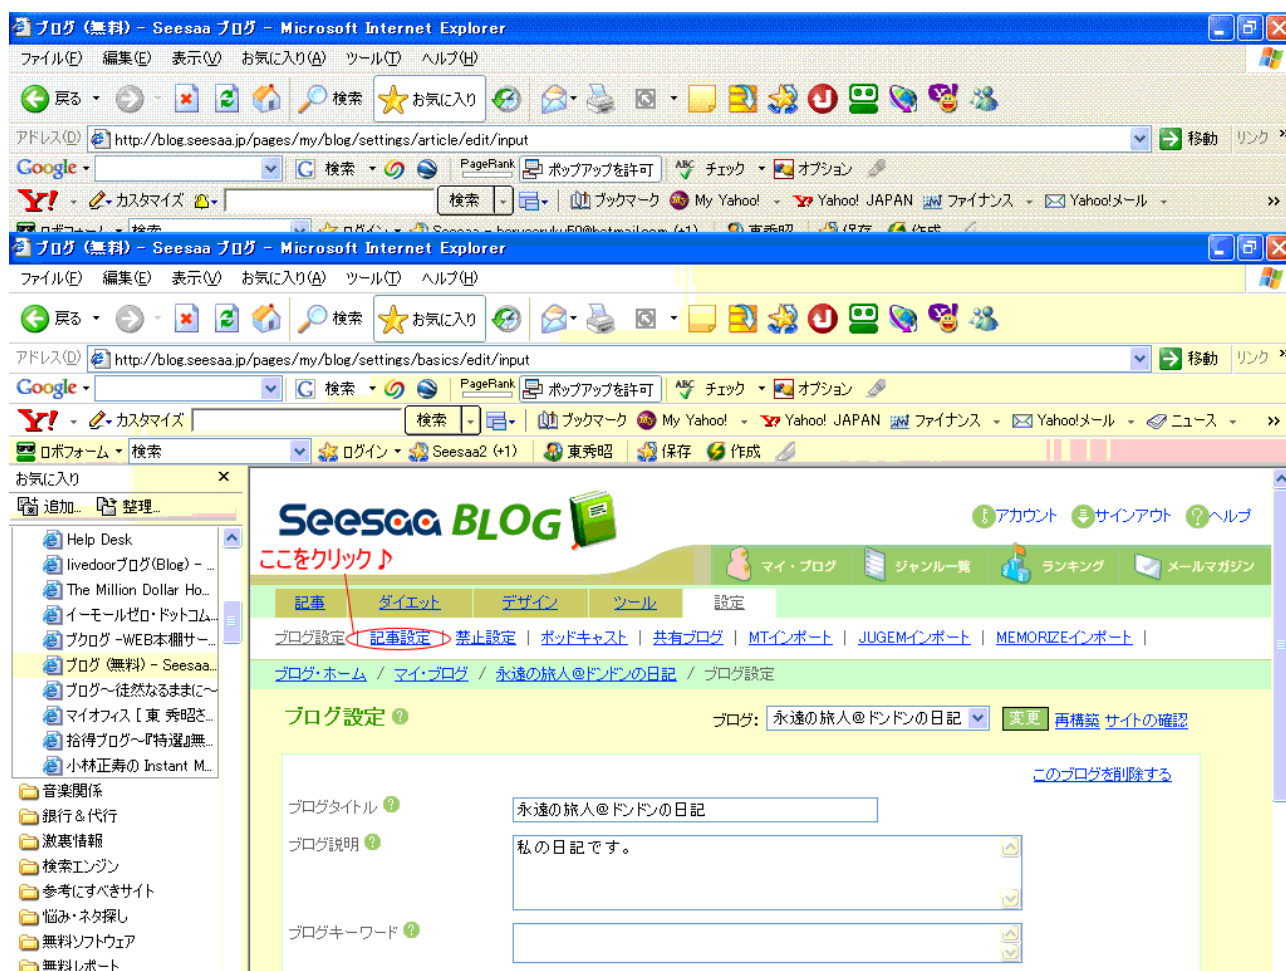 ブログ (無料) - Seesaa ブログ - Microsoft Internet Explorer
ファイル(F) 編集(E) 表示(V) お気に入り(A) ツール(T) ヘルプ(H)
戻る 検索 お気に入り
アドレス(D) http://blog.seesaa.jp/pages/my/blog/settings/article/edit/input 移動 リンク »
Google 検索 PageRank ポップアップを許可 ABC チェック オプション
Y! カスタマイズ 検索 ブックマーク My Yahoo! Yahoo! JAPAN ファイナンス Yahoo!メール »
ブログ (無料) - Seesaa ブログ - Microsoft Internet Explorer
ファイル(F) 編集(E) 表示(V) お気に入り(A) ツール(T) ヘルプ(H)
戻る 検索 お気に入り
アドレス(D) http://blog.seesaa.jp/pages/my/blog/settings/basics/edit/input 移動 リンク »
Google 検索 PageRank ポップアップを許可 ABC チェック オプション
Y! カスタマイズ 検索 ブックマーク My Yahoo! Yahoo! JAPAN ファイナンス Yahoo!メール ニュース »
ロボフォーム 検索 ログイン Seesaa2 (+1) 東秀昭 保存 作成
お気に入り ×
追加... 整理...
Help Desk
livedoorブログ(Blog) - ...
The Million Dollar Ho...
イーモールゼロ・ドットコム...
ブクログ -WEB本棚サー...
ブログ (無料) - Seesaa...
ブログ～徒然なるままに～
マイオフィス [ 東 秀昭さ...
拾得ブログ～『特選』無...
小林正寿の Instant M...
音楽関係
銀行＆代行
激裏情報
検索エンジン
参考にすべきサイト
悩み・ネタ探し
無料ソフトウェア
無料レポート
Seesaa BLOG
アカウント サインアウト ヘルプ
ここをクリック♪
マイ・ブログ ジャンル一覧 ランキング メールマガジン
記事 ダイエット デザイン ツール 設定
ブログ設定 | 記事設定 | 禁止設定 | ポッドキャスト | 共有ブログ | MTインポート | JUGEMインポート | MEMORIZEインポート |
ブログ・ホーム / マイ・ブログ / 永遠の旅人@ドンドンの日記 / ブログ設定
ブログ設定 ? ブログ: 永遠の旅人@ドンドンの日記 変更 再構築 サイトの確認
このブログを削除する
ブログタイトル ? 永遠の旅人@ドンドンの日記
ブログ説明 ? 私の日記です。
ブログキーワード ?